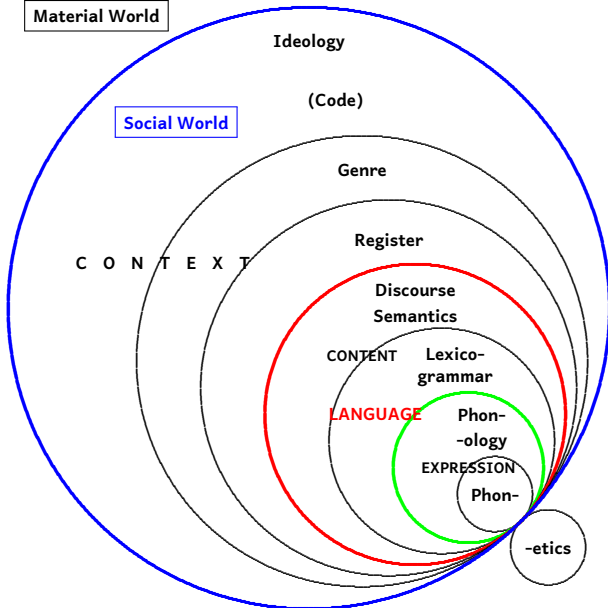 Material World
Ideology
(Code)
Social World
Genre
Register
C O N T E X T
Discourse
Semantics
CONTENT
Lexico-
grammar
LANGUAGE
Phon-
-ology
EXPRESSION
Phon-
-etics